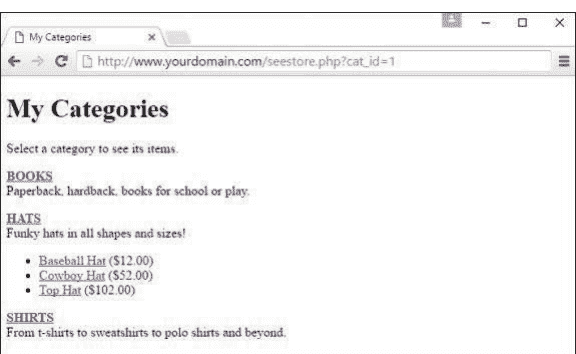 My Categories
http://www.yourdomain.com/seestore.php?cat_id=1
My Categories
Select a category to see its items.
BOOKS
Paperback, hardback, books for school or play.
HATS
Funky hats in all shapes and sizes!
• Baseball Hat ($12.00)
• Cowboy Hat ($52.00)
• Top Hat ($102.00)
SHIRTS
From t-shirts to sweatshirts to polo shirts and beyond.